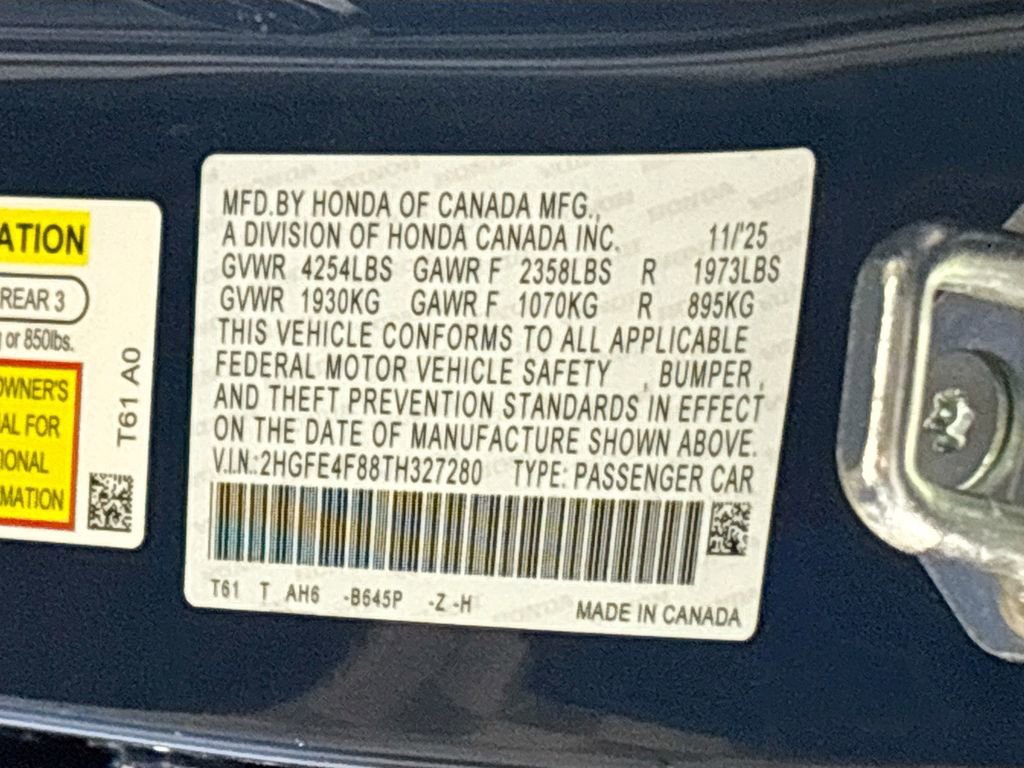 ATION
REAR 3
g or 850lbs.
OWNER'S
AL FOR
IONAL
MATION
T61 A0
MFD.BY HONDA OF CANADA MFG.,
A DIVISION OF HONDA CANADA INC. 11/'25
GVWR 4254LBS GAWR F 2358LBS R 1973LBS
GVWR 1930KG GAWR F 1070KG R 895KG
THIS VEHICLE CONFORMS TO ALL APPLICABLE
FEDERAL MOTOR VEHICLE SAFETY , BUMPER ,
AND THEFT PREVENTION STANDARDS IN EFFECT
ON THE DATE OF MANUFACTURE SHOWN ABOVE.
V.I.N.:2HGFE4F88TH327280 TYPE: PASSENGER CAR
T61 T AH6 -B645P -Z -H MADE IN CANADA